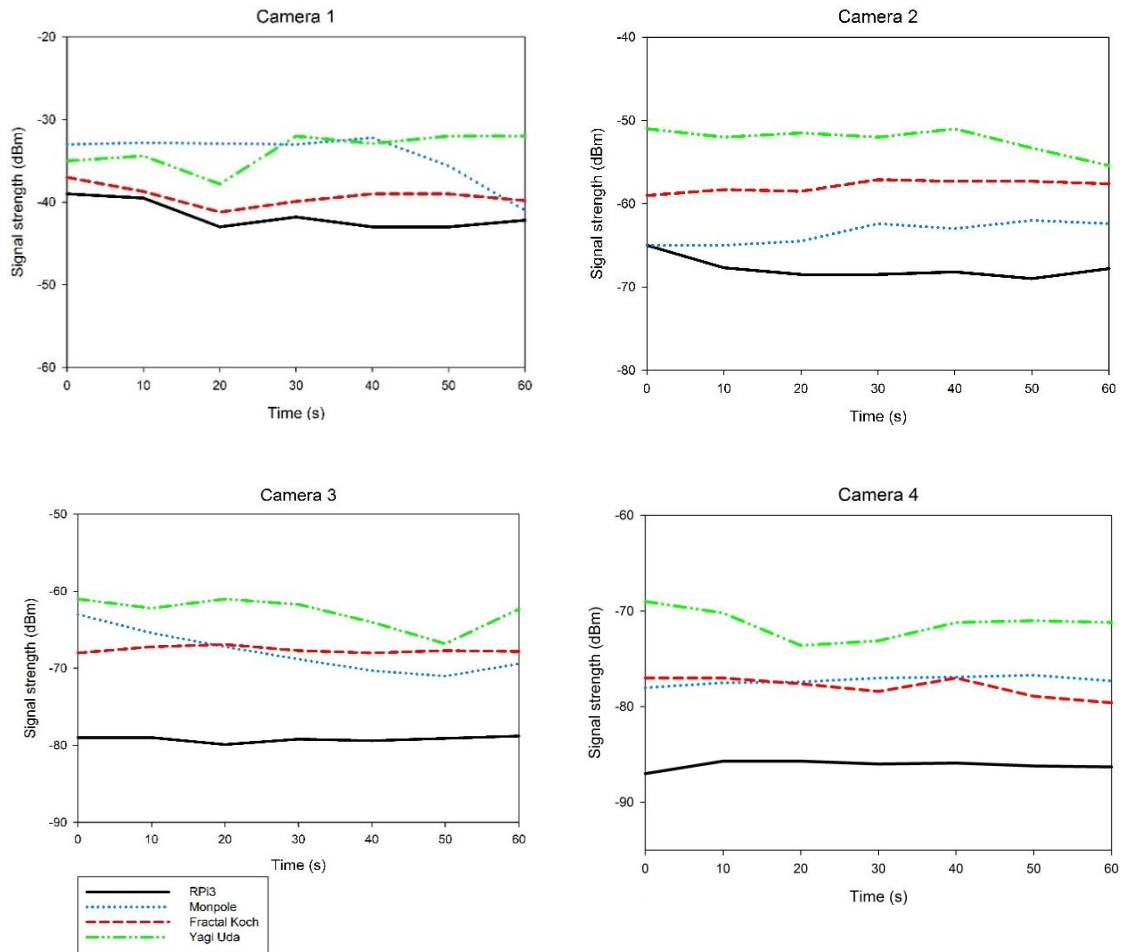 Camera 1
-20
-30
-40
-50
-60
Signal strength (dBm)
0 10 20 30 40 50 60
Time (s)
Camera 2
-40
-50
-60
-70
-80
Signal strength (dBm)
0 10 20 30 40 50 60
Time (s)
Camera 3
-50
-60
-70
-80
-90
Signal strength (dBm)
0 10 20 30 40 50 60
Time (s)
Camera 4
-60
-70
-80
-90
Signal strength (dBm)
0 10 20 30 40 50 60
Time (s)
RPi3
Monpole
Fractal Koch
Yagi Uda